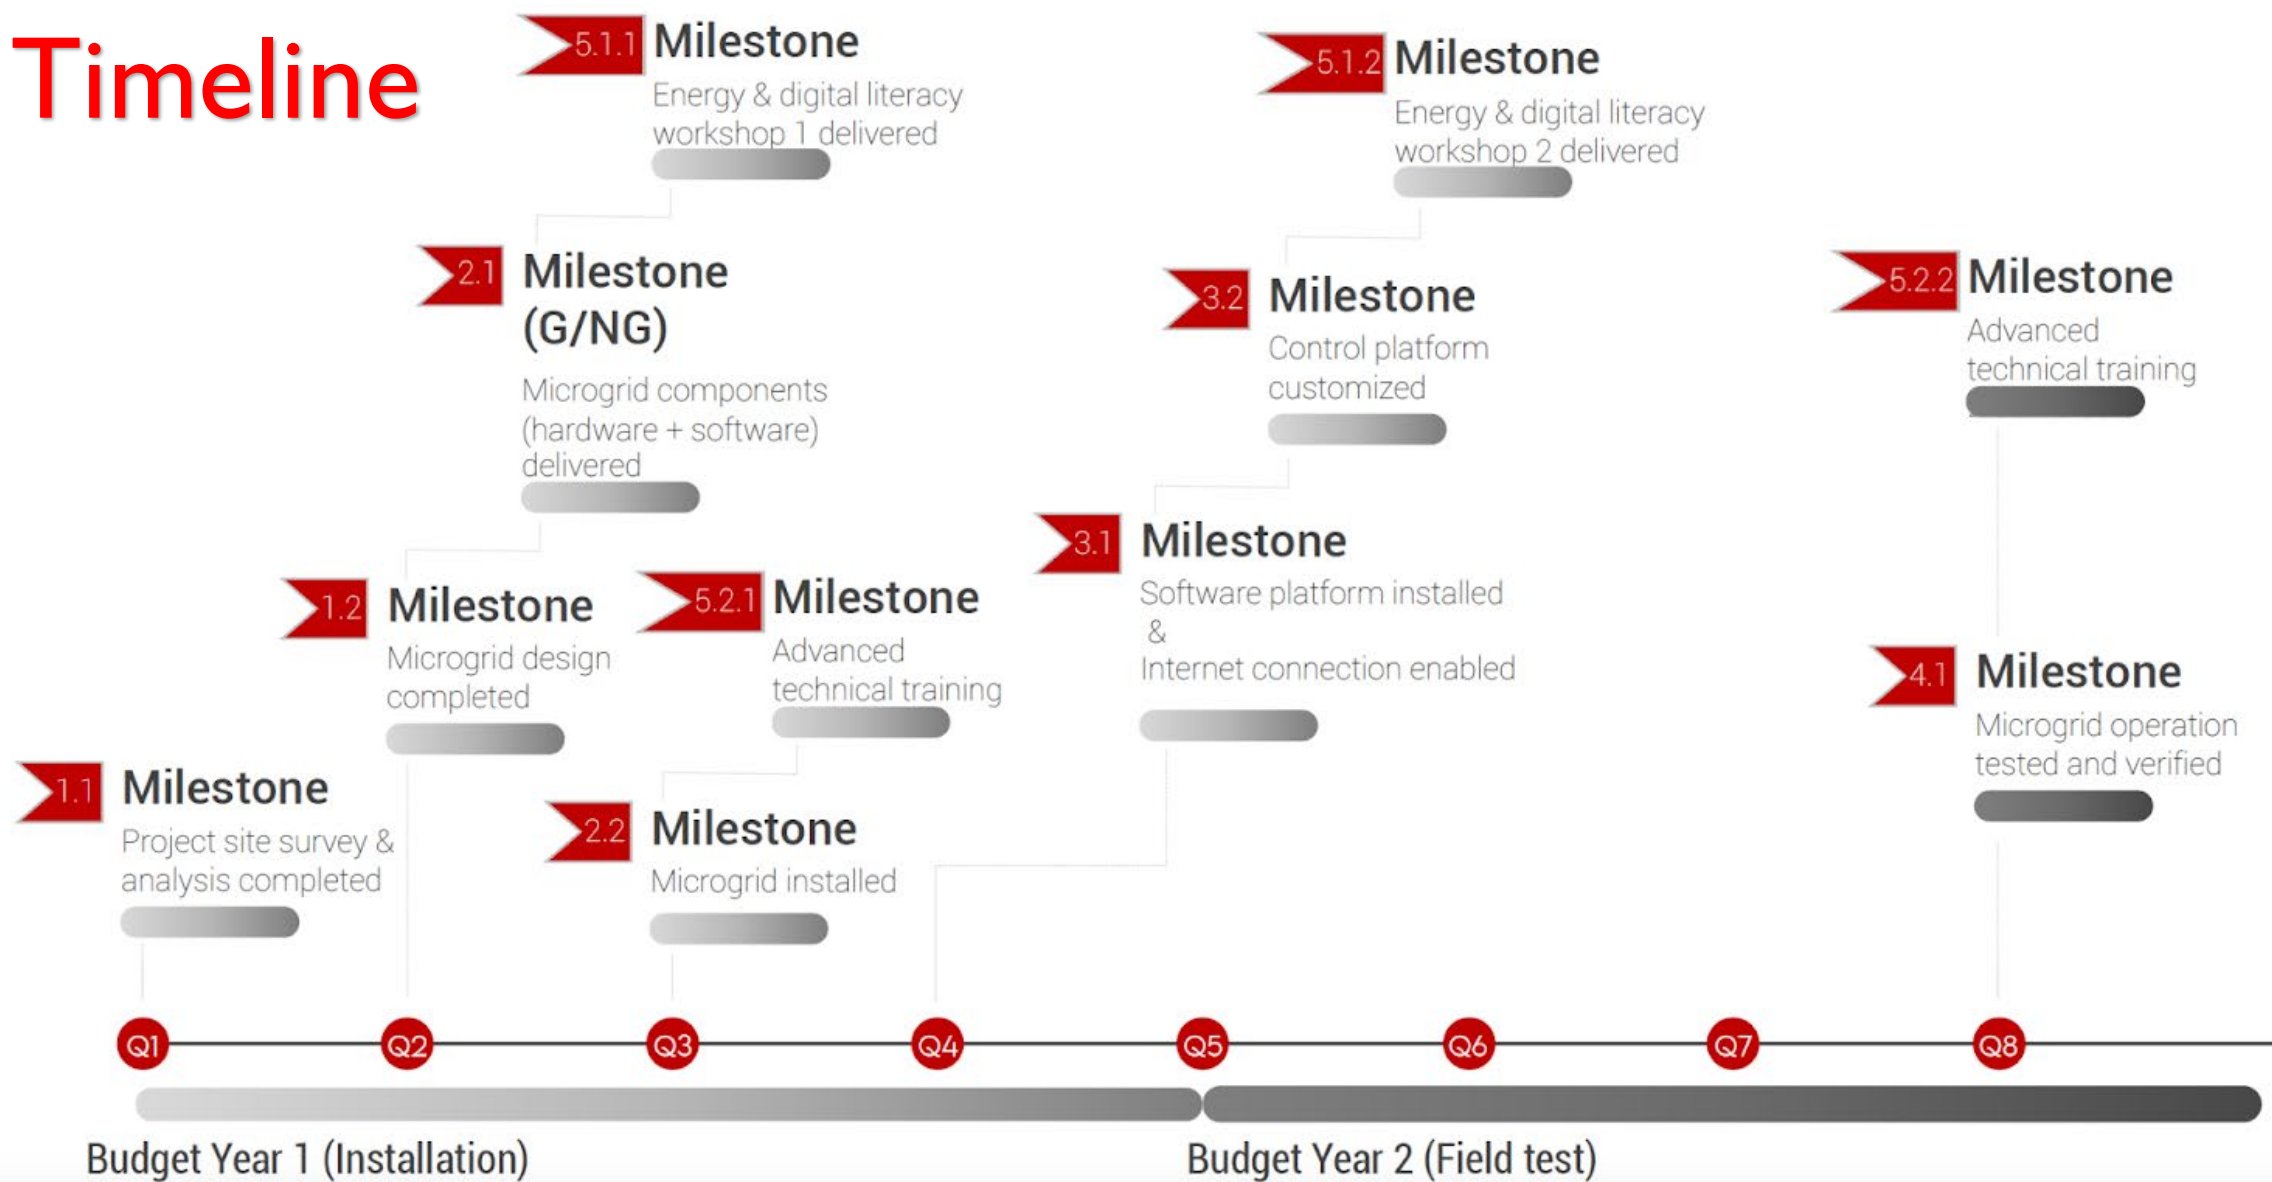 Timeline
5.1.1 Milestone
Energy & digital literacy
workshop 1 delivered
5.1.2 Milestone
Energy & digital literacy
workshop 2 delivered
2.1 Milestone
(G/NG)
Microgrid components
(hardware + software)
delivered
3.2 Milestone
Control platform
customized
5.2.2 Milestone
Advanced
technical training
1.2 Milestone
Microgrid design
completed
5.2.1 Milestone
Advanced
technical training
3.1 Milestone
Software platform installed
&
Internet connection enabled
4.1 Milestone
Microgrid operation
tested and verified
1.1 Milestone
Project site survey &
analysis completed
2.2 Milestone
Microgrid installed
Q1 Q2 Q3 Q4 Q5 Q6 Q7 Q8
Budget Year 1 (Installation) Budget Year 2 (Field test)